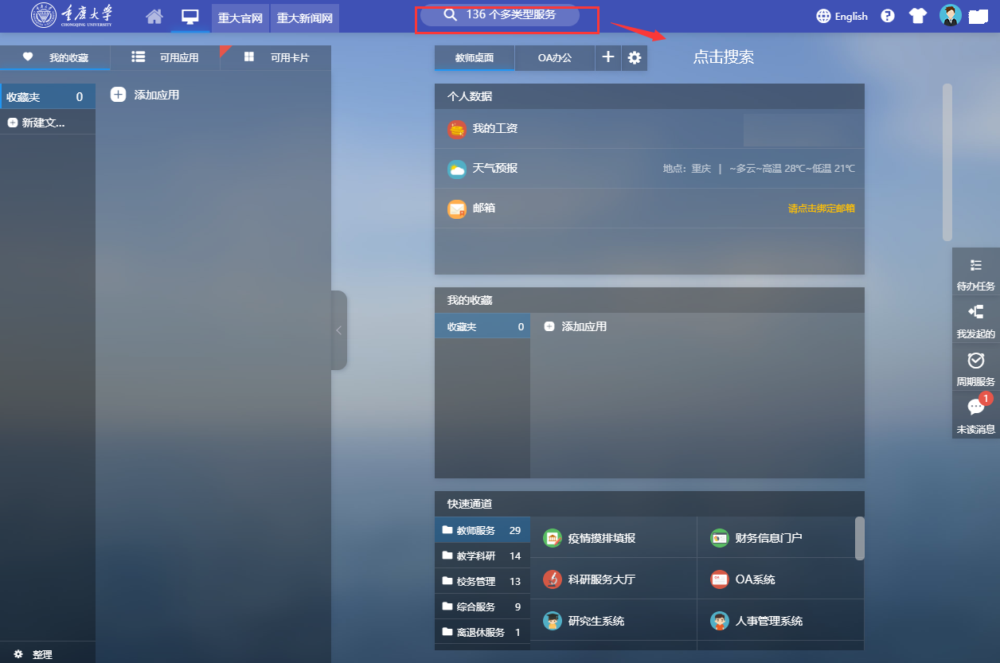 重庆大学
CHONGQING UNIVERSITY
重大官网
重大新闻网
136 个多类型服务
English
我的收藏
可用应用
可用卡片
教师桌面
OA办公
点击搜索
收藏夹 0
添加应用
新建文...
个人数据
我的工资
天气预报
地点：重庆 | ~多云~高温 28℃~低温 21℃
邮箱
请点击绑定邮箱
待办任务
我发起的
周期服务
1
未读消息
我的收藏
收藏夹 0
添加应用
快速通道
教师服务 29
教学科研 14
校务管理 13
综合服务 9
离退休服务 1
疫情摸排填报
财务信息门户
科研服务大厅
OA系统
研究生系统
人事管理系统
整理